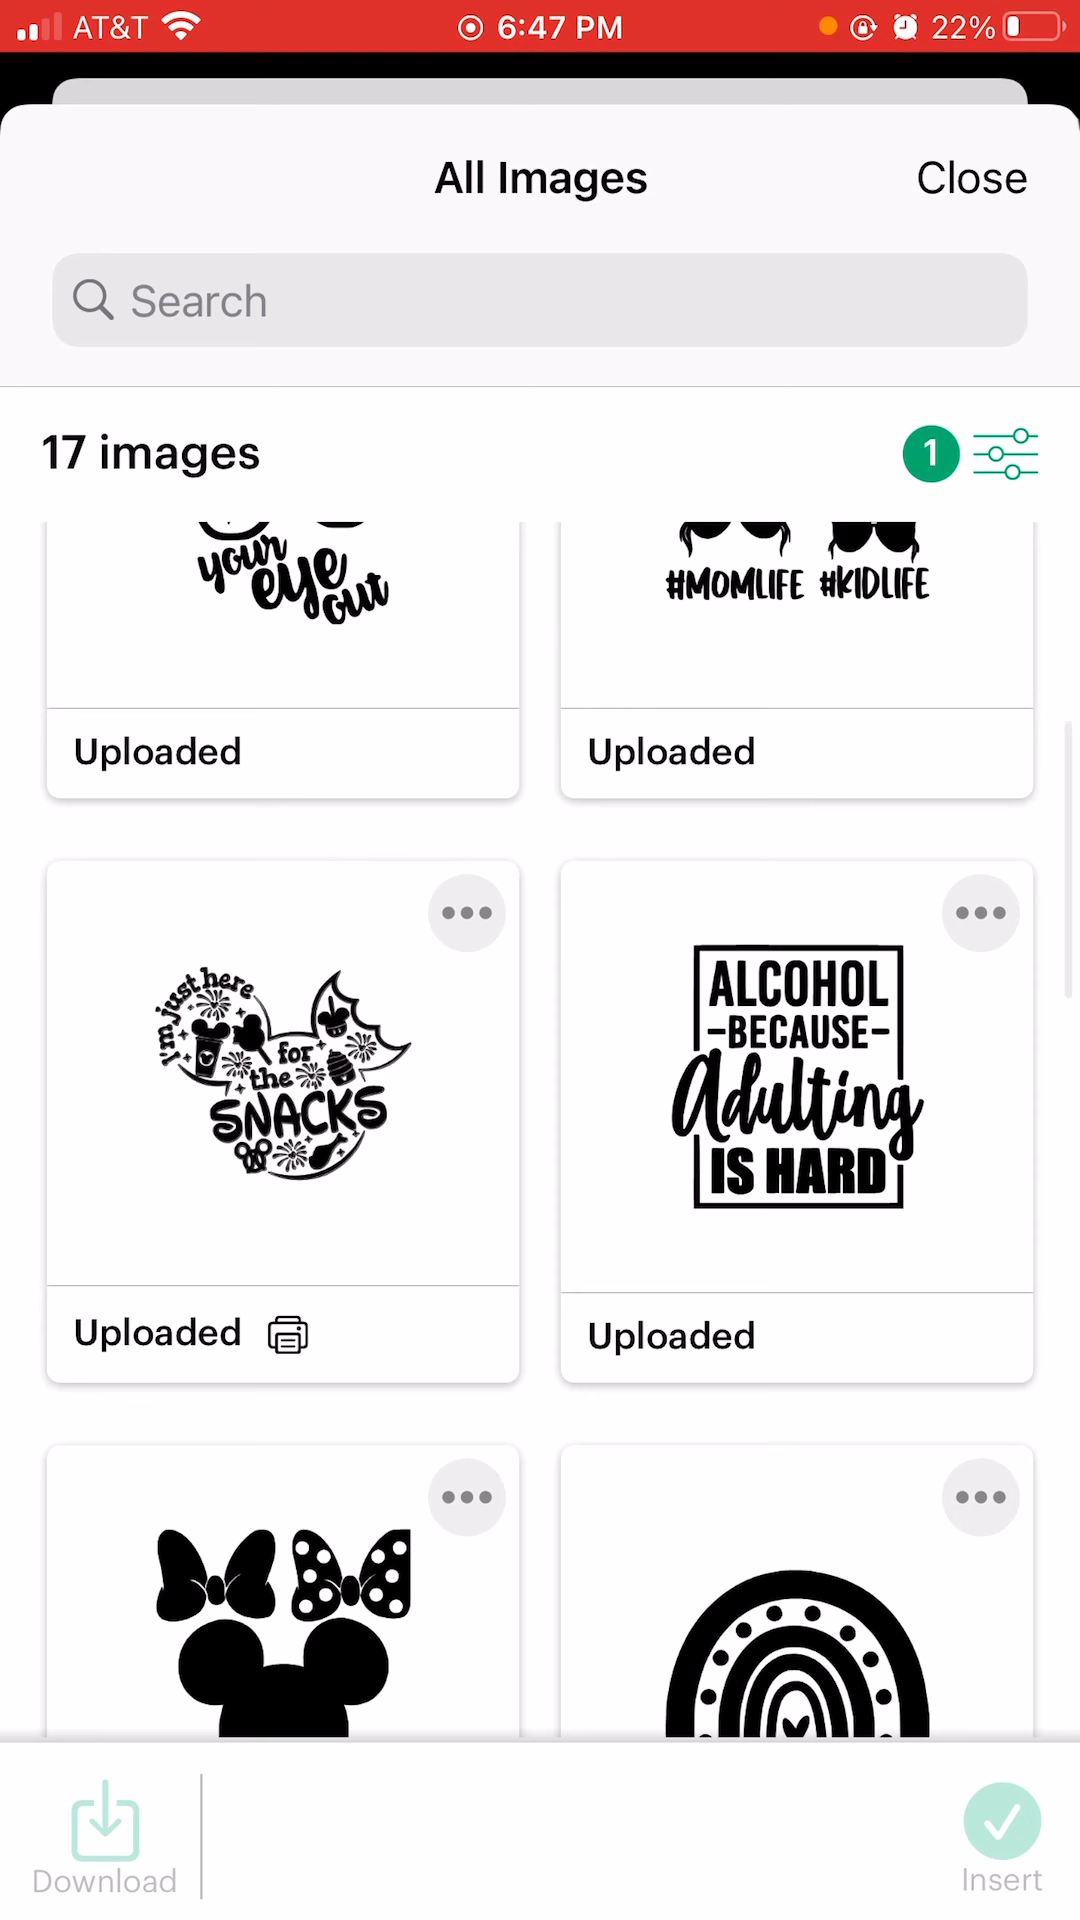 AT&T 6:47 PM 22%
All Images Close
Search
17 images 1
your
eye
out
#MOMLIFE #KIDLIFE
Uploaded
Uploaded
I'm just here
for
the
SNACKS
ALCOHOL
-BECAUSE-
Adulting
IS HARD
Uploaded
Uploaded
Download
Insert